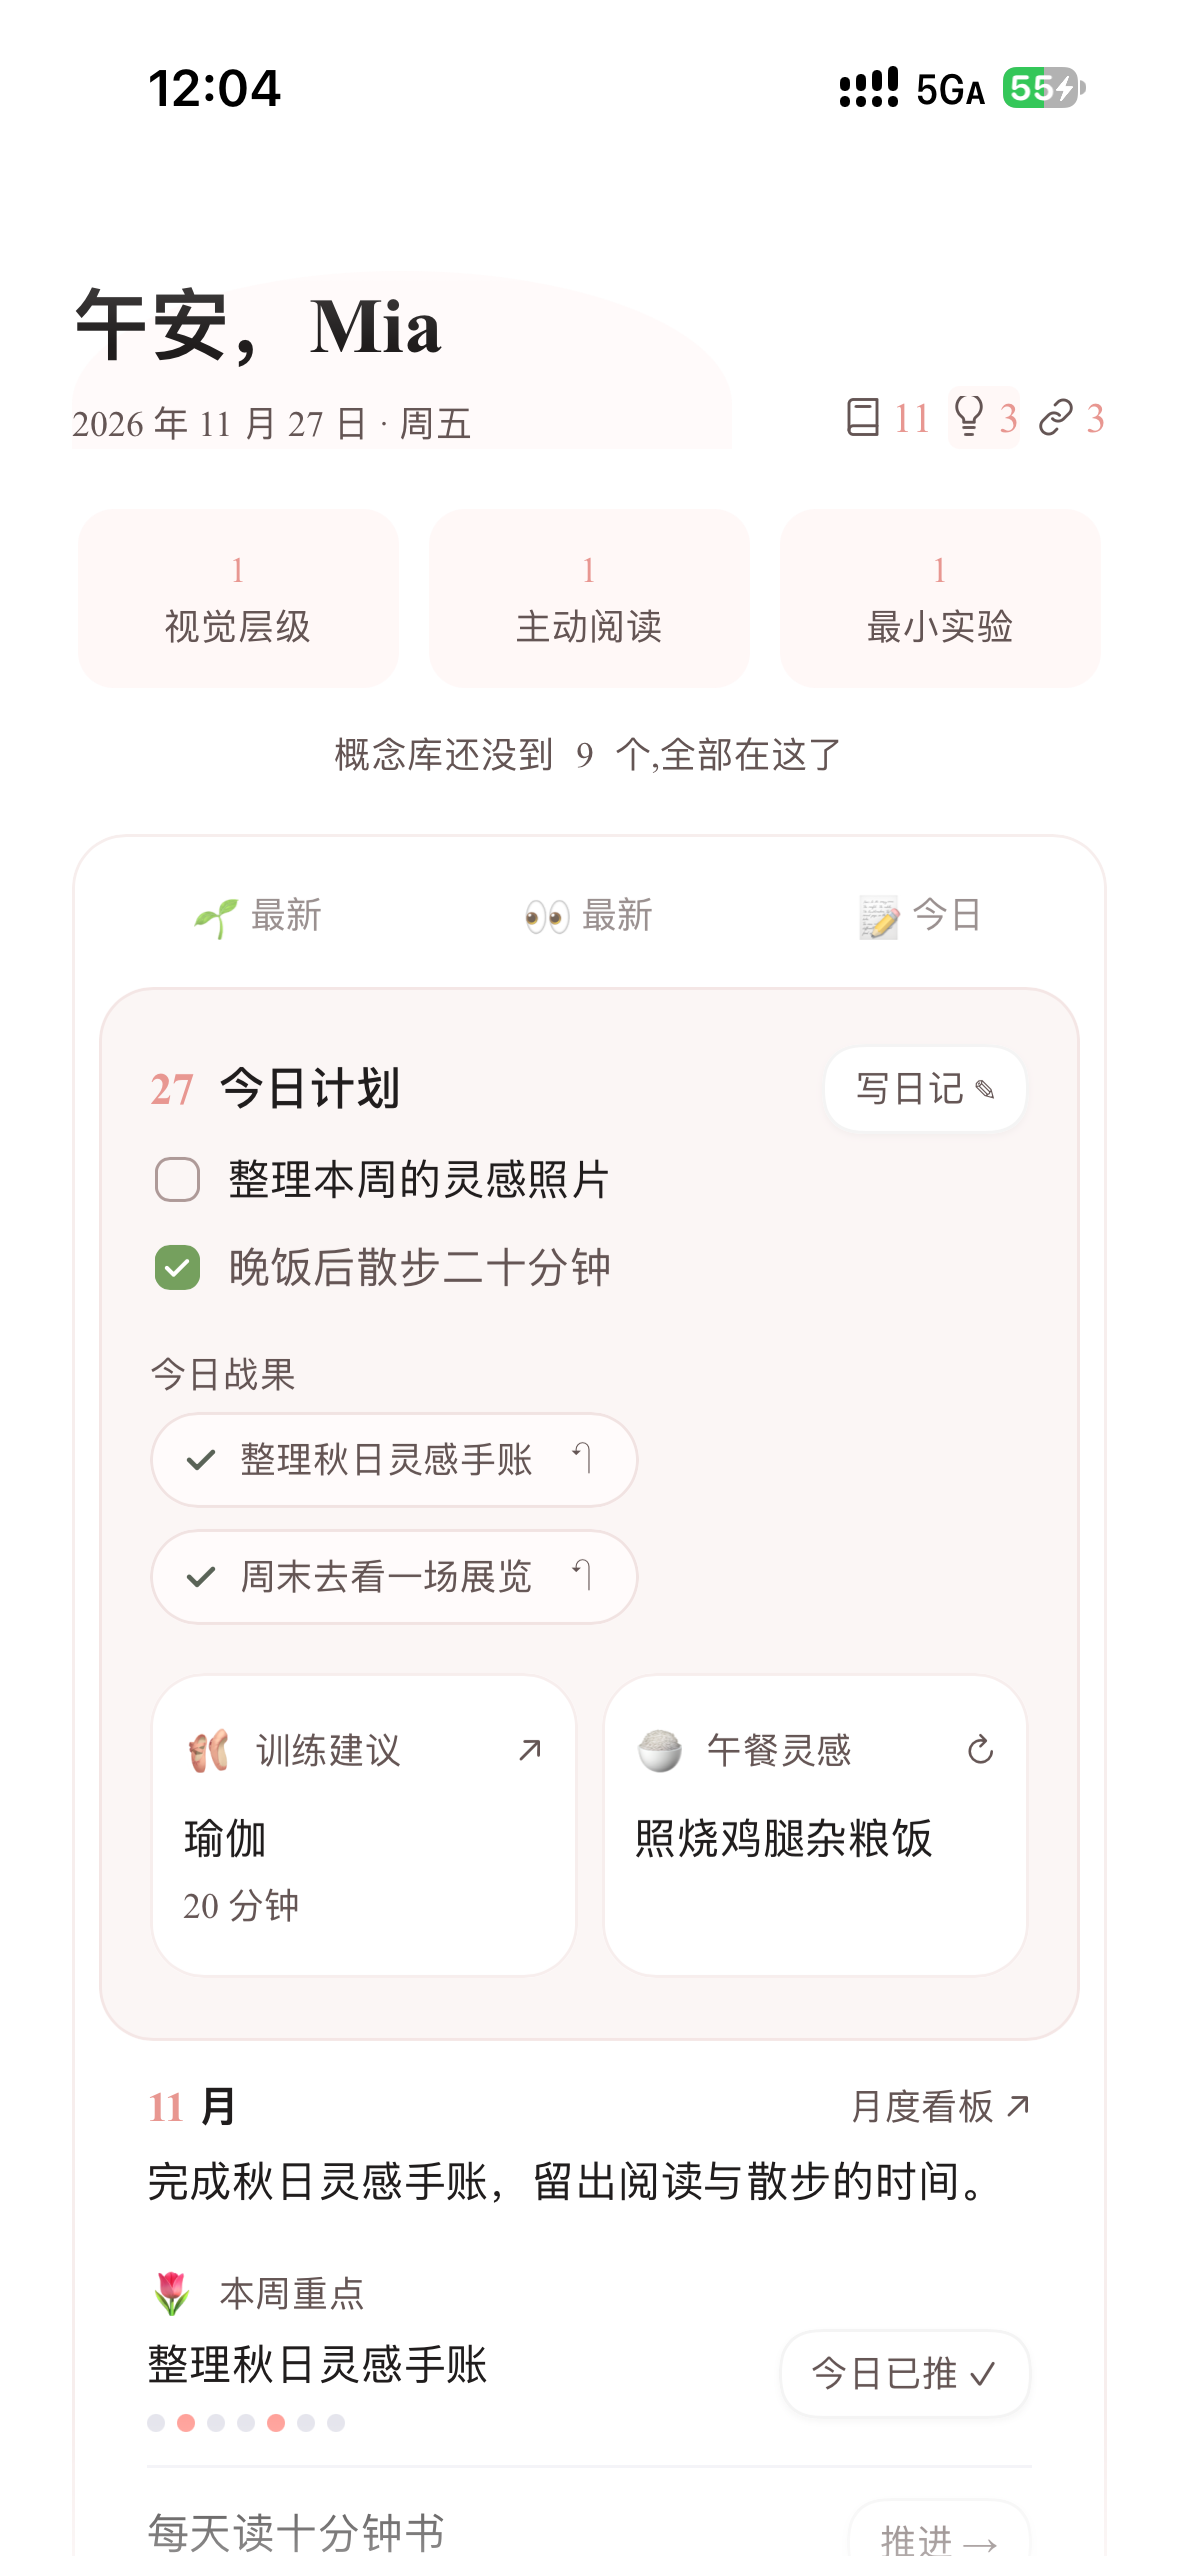 12:04 5GA 55
午安，Mia
2026 年 11 月 27 日 · 周五 11 3 3
1 1 1
视觉层级 主动阅读 最小实验
概念库还没到 9 个,全部在这了
最新 最新 今日
27 今日计划 写日记 ✎
整理本周的灵感照片
晚饭后散步二十分钟
今日战果
整理秋日灵感手账
周末去看一场展览
训练建议 ↗ 午餐灵感 ↻
瑜伽 照烧鸡腿杂粮饭
20 分钟
11 月 月度看板 ↗
完成秋日灵感手账，留出阅读与散步的时间。
本周重点
整理秋日灵感手账 今日已推 ✓
每天读十分钟书 推进 →